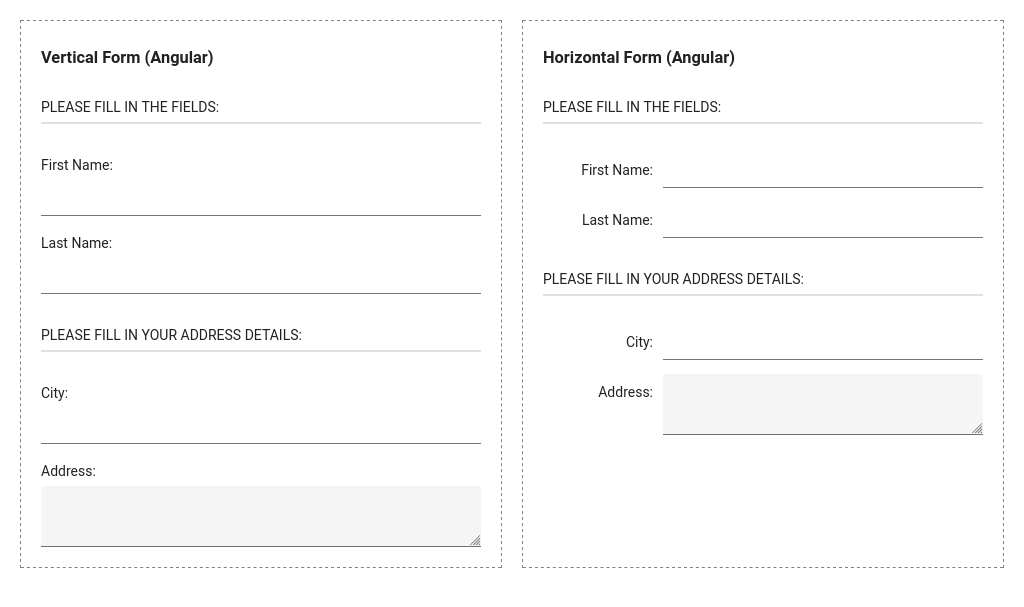 Vertical Form (Angular)
PLEASE FILL IN THE FIELDS:
First Name:
Last Name:
PLEASE FILL IN YOUR ADDRESS DETAILS:
City:
Address:
Horizontal Form (Angular)
PLEASE FILL IN THE FIELDS:
First Name:
Last Name:
PLEASE FILL IN YOUR ADDRESS DETAILS:
City:
Address: